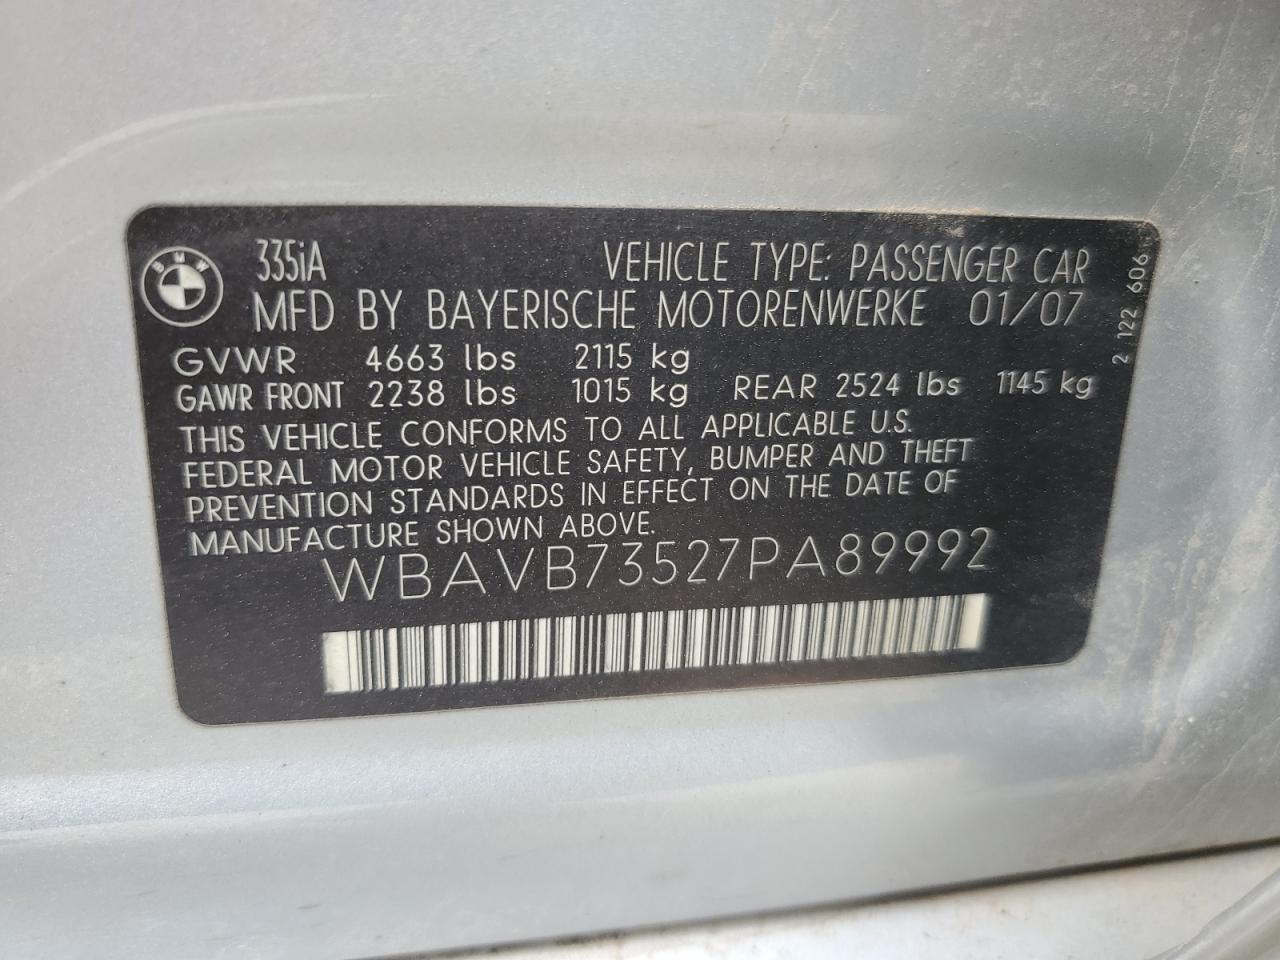 BMW
335iA VEHICLE TYPE: PASSENGER CAR
MFD BY BAYERISCHE MOTORENWERKE 01/07
GVWR 4663 lbs 2115 kg
GAWR FRONT 2238 lbs 1015 kg REAR 2524 lbs 1145 kg
THIS VEHICLE CONFORMS TO ALL APPLICABLE U.S.
FEDERAL MOTOR VEHICLE SAFETY, BUMPER AND THEFT
PREVENTION STANDARDS IN EFFECT ON THE DATE OF
MANUFACTURE SHOWN ABOVE.
WBAVB73527PA89992
2 122 606